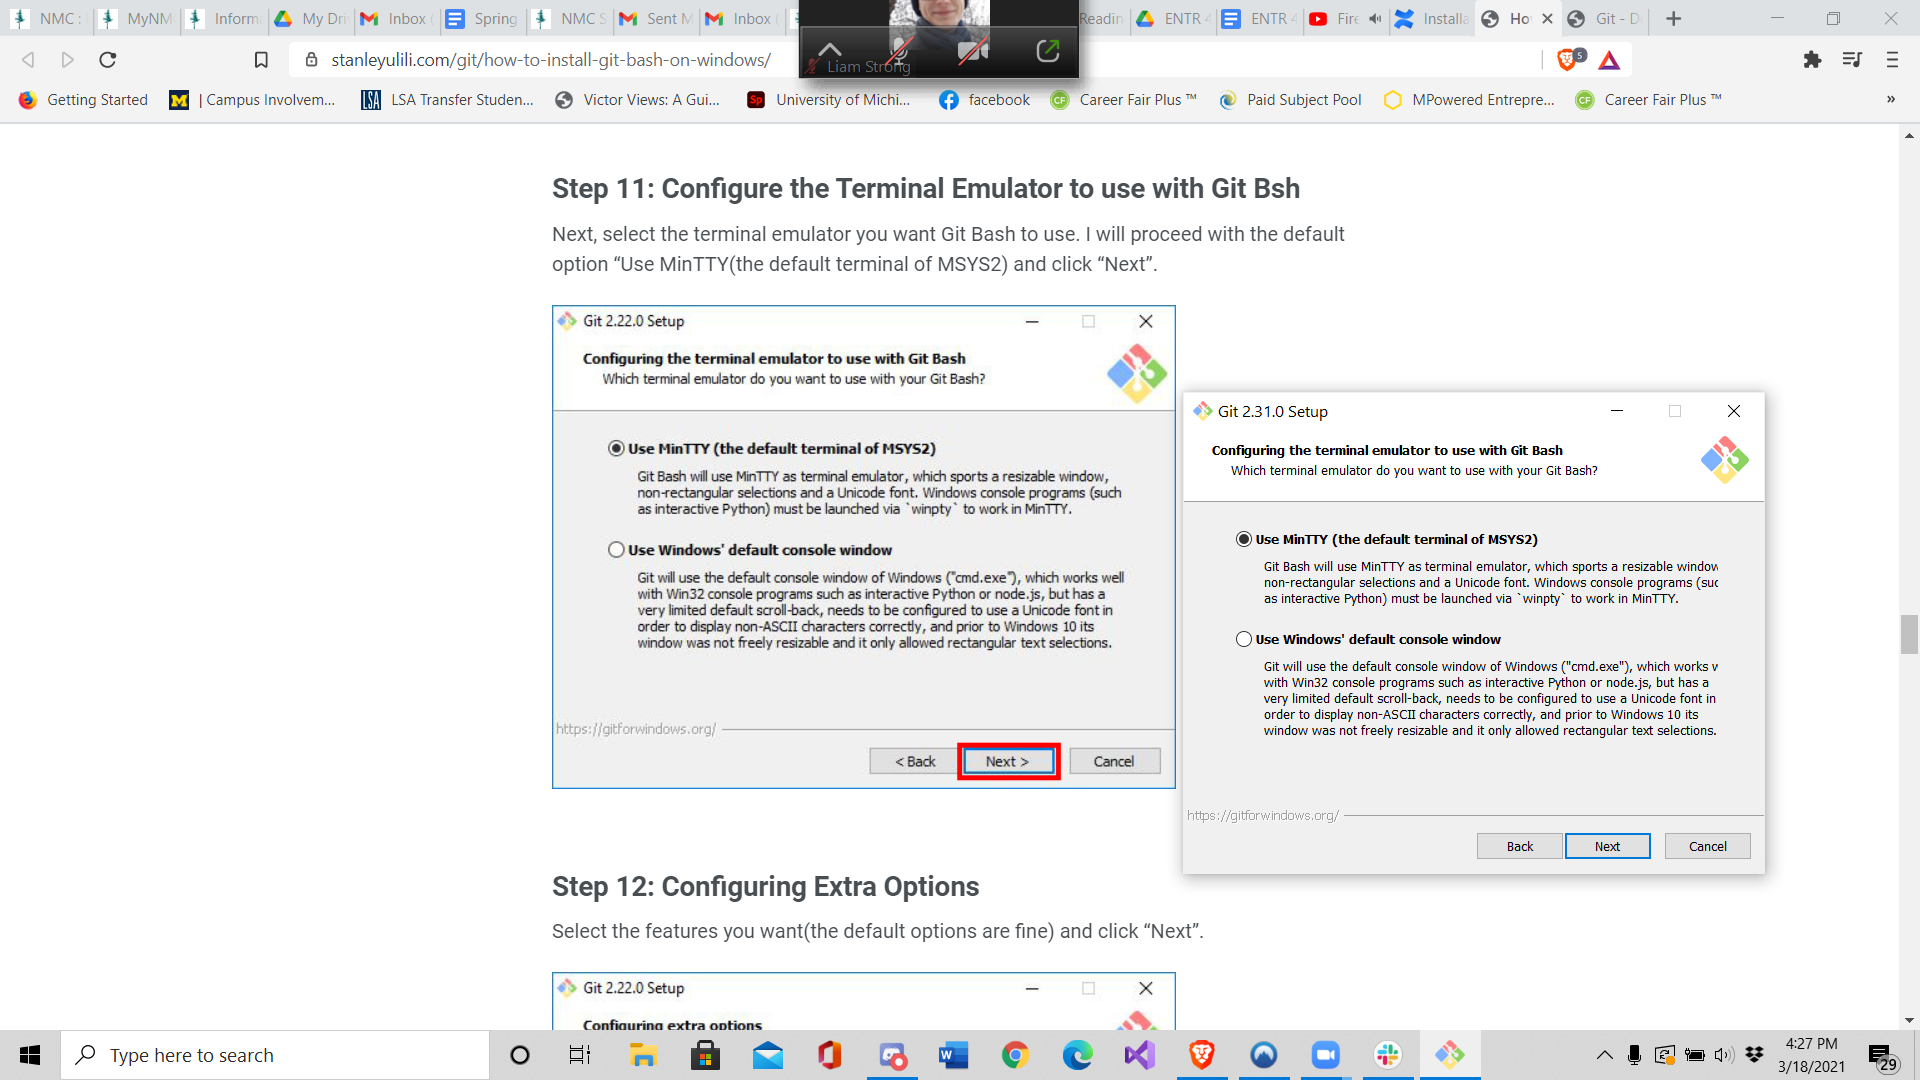 NMC
MyNM
Inform
My Dri
Inbox
Spring
NMC S
Sent M
Inbox
Readin
ENTR 4
ENTR 4
Fire
Installa
Ho
Git - D
stanleyulili.com/git/how-to-install-git-bash-on-windows/
Liam Strong
5
Getting Started
| Campus Involvem...
LSA Transfer Studen...
Victor Views: A Gui...
University of Michi...
facebook
Career Fair Plus ™
Paid Subject Pool
MPowered Entrepre...
Career Fair Plus ™
»
Step 11: Configure the Terminal Emulator to use with Git Bsh
Next, select the terminal emulator you want Git Bash to use. I will proceed with the default
option “Use MinTTY(the default terminal of MSYS2) and click “Next”.
Git 2.22.0 Setup
Configuring the terminal emulator to use with Git Bash
Which terminal emulator do you want to use with your Git Bash?
Use MinTTY (the default terminal of MSYS2)
Git Bash will use MinTTY as terminal emulator, which sports a resizable window,
non-rectangular selections and a Unicode font. Windows console programs (such
as interactive Python) must be launched via `winpty` to work in MinTTY.
Use Windows' default console window
Git will use the default console window of Windows ("cmd.exe"), which works well
with Win32 console programs such as interactive Python or node.js, but has a
very limited default scroll-back, needs to be configured to use a Unicode font in
order to display non-ASCII characters correctly, and prior to Windows 10 its
window was not freely resizable and it only allowed rectangular text selections.
https://gitforwindows.org/
< Back
Next >
Cancel
Git 2.31.0 Setup
Configuring the terminal emulator to use with Git Bash
Which terminal emulator do you want to use with your Git Bash?
Use MinTTY (the default terminal of MSYS2)
Git Bash will use MinTTY as terminal emulator, which sports a resizable window
non-rectangular selections and a Unicode font. Windows console programs (suc
as interactive Python) must be launched via `winpty` to work in MinTTY.
Use Windows' default console window
Git will use the default console window of Windows ("cmd.exe"), which works w
with Win32 console programs such as interactive Python or node.js, but has a
very limited default scroll-back, needs to be configured to use a Unicode font in
order to display non-ASCII characters correctly, and prior to Windows 10 its
window was not freely resizable and it only allowed rectangular text selections.
https://gitforwindows.org/
Back
Next
Cancel
Step 12: Configuring Extra Options
Select the features you want(the default options are fine) and click “Next”.
Git 2.22.0 Setup
Configuring extra options
Type here to search
4:27 PM
3/18/2021
29